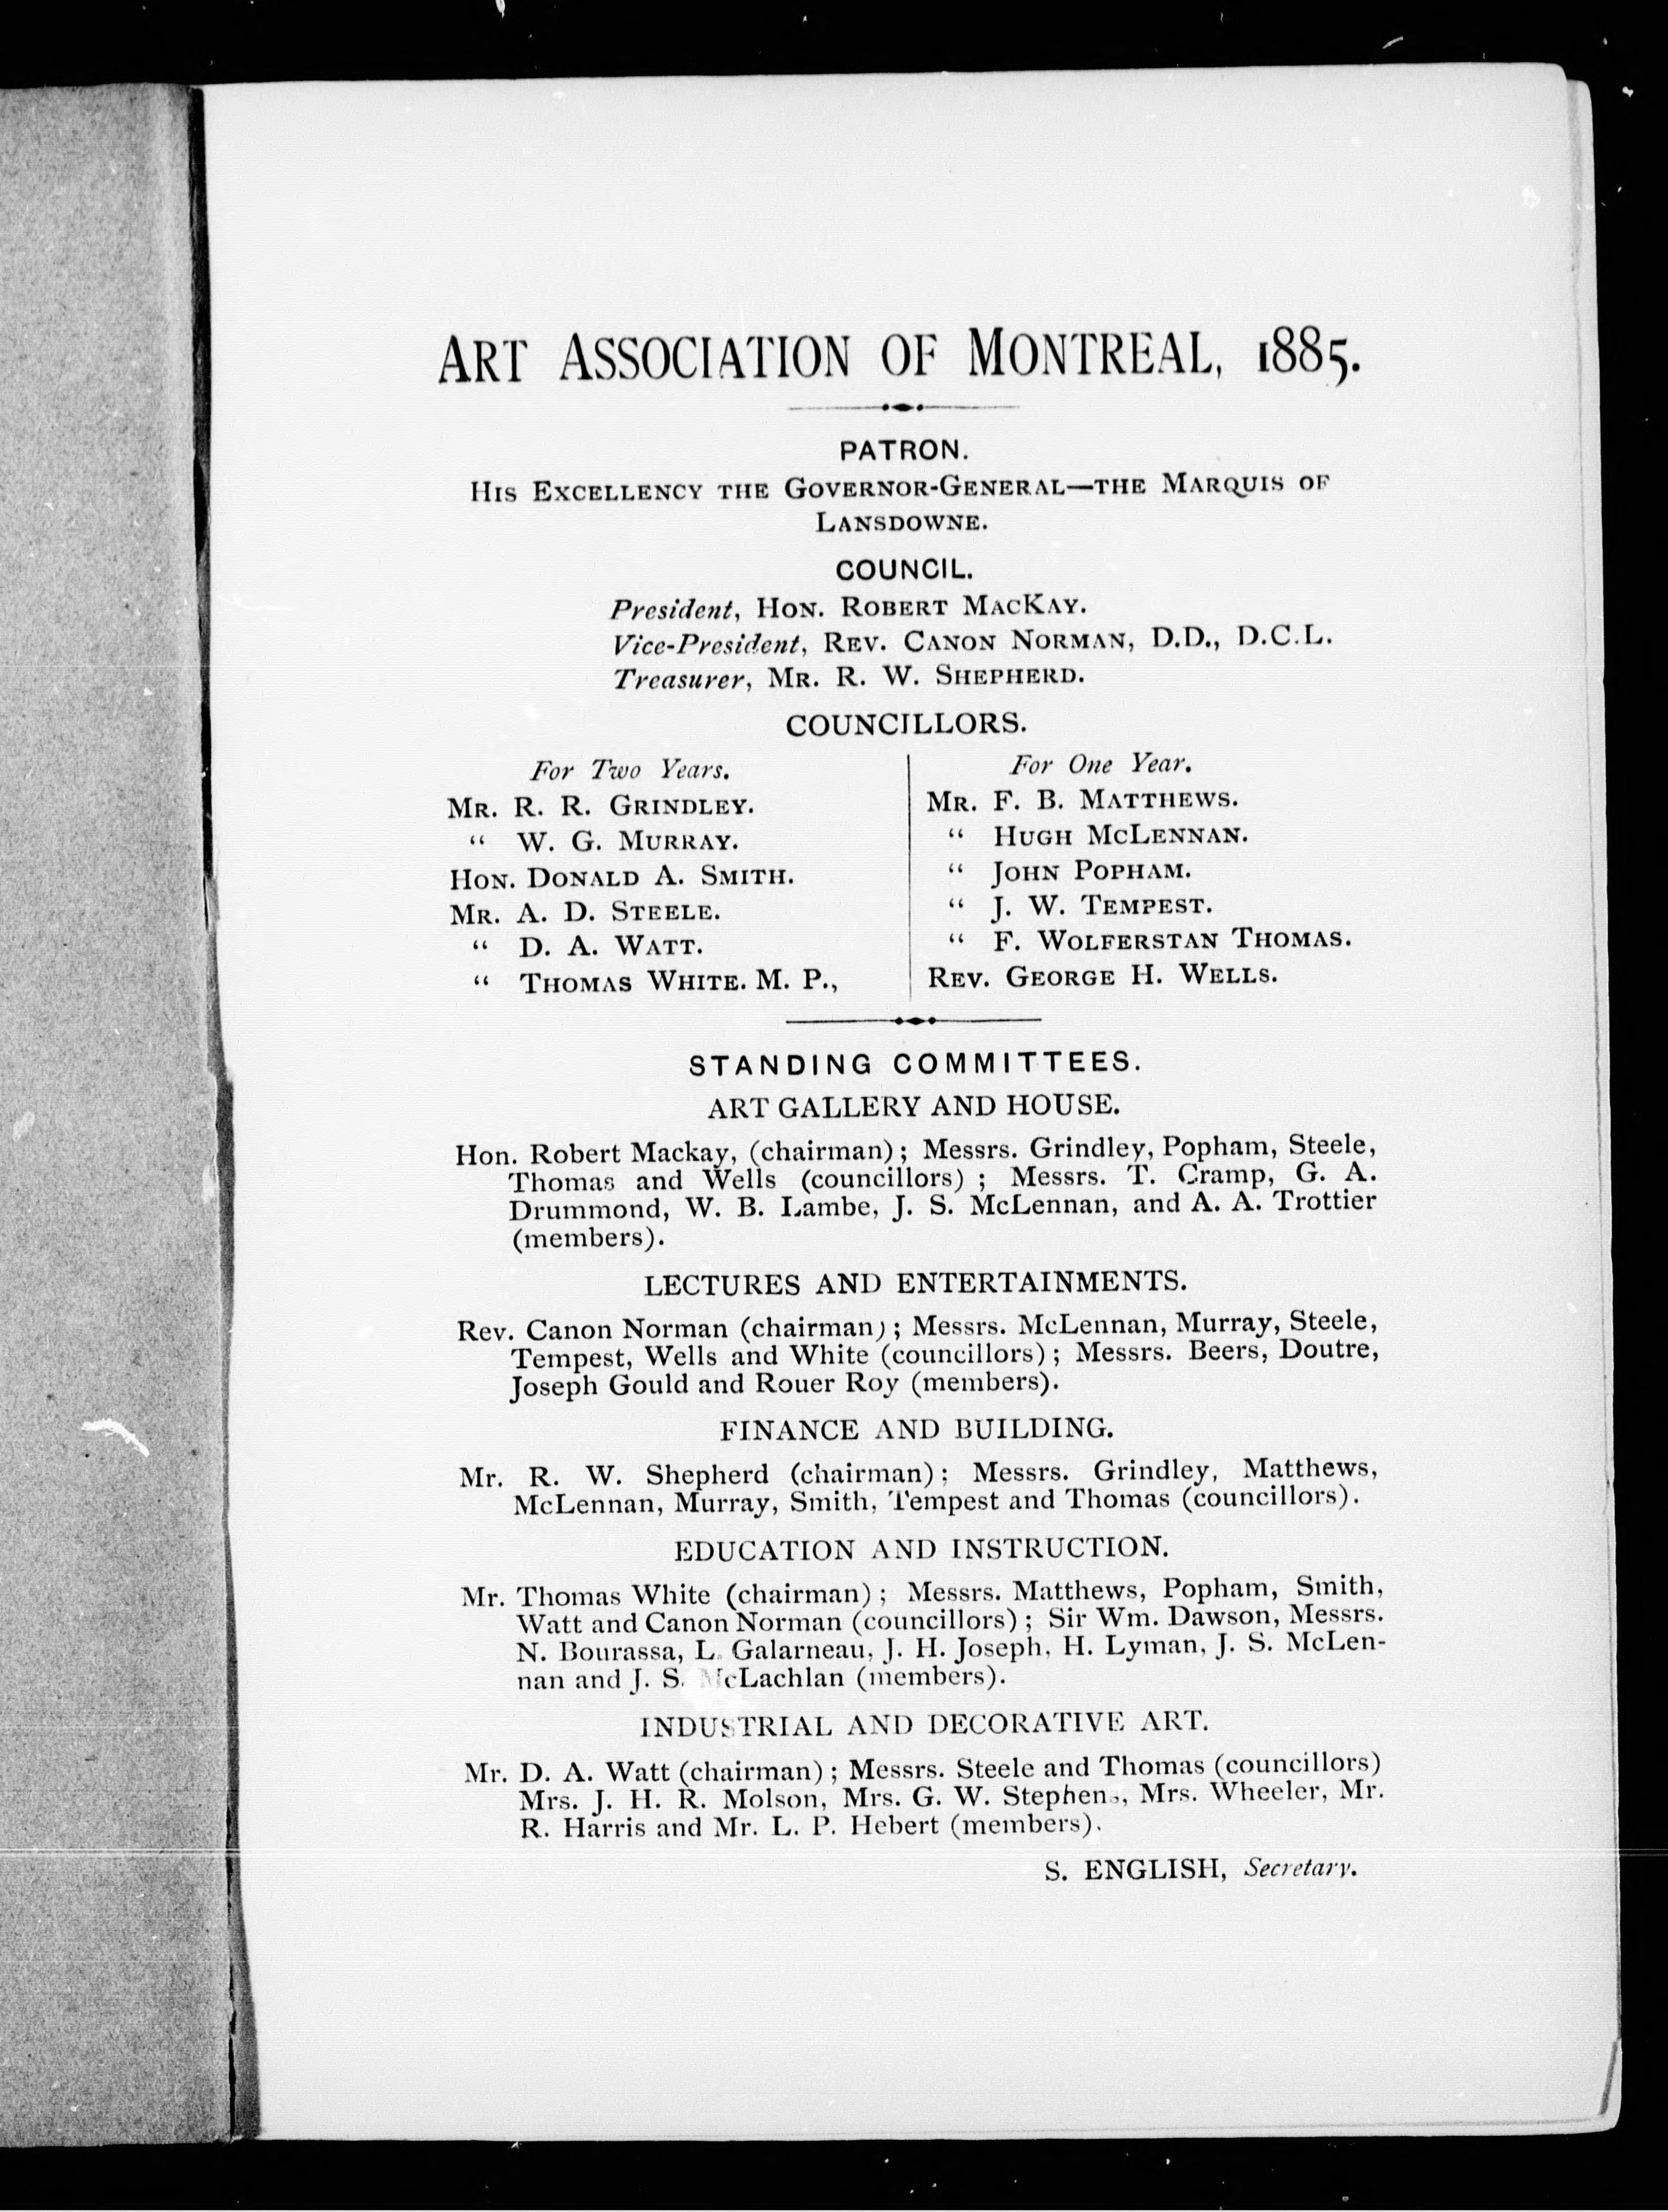 ART ASSOCIATION OF MONTREAL, 1885.
PATRON.
HIS EXCELLENCY THE GOVERNOR-GENERAL—THE MARQUIS OF
LANSDOWNE.
COUNCIL.
President, HON. ROBERT MACKAY.
Vice-President, REV. CANON NORMAN, D.D., D.C.L.
Treasurer, MR. R. W. SHEPHERD.
COUNCILLORS.
For Two Years.
MR. R. R. GRINDLEY.
“ W. G. MURRAY.
HON. DONALD A. SMITH.
MR. A. D. STEELE.
“ D. A. WATT.
“ THOMAS WHITE. M. P.,
For One Year.
MR. F. B. MATTHEWS.
“ HUGH MCLENNAN.
“ JOHN POPHAM.
“ J. W. TEMPEST.
“ F. WOLFERSTAN THOMAS.
REV. GEORGE H. WELLS.
STANDING COMMITTEES.
ART GALLERY AND HOUSE.
Hon. Robert Mackay, (chairman); Messrs. Grindley, Popham, Steele,
Thomas and Wells (councillors) ; Messrs. T. Cramp, G. A.
Drummond, W. B. Lambe, J. S. McLennan, and A. A. Trottier
(members).
LECTURES AND ENTERTAINMENTS.
Rev. Canon Norman (chairman); Messrs. McLennan, Murray, Steele,
Tempest, Wells and White (councillors); Messrs. Beers, Doutre,
Joseph Gould and Rouer Roy (members).
FINANCE AND BUILDING.
Mr. R. W. Shepherd (chairman); Messrs. Grindley, Matthews,
McLennan, Murray, Smith, Tempest and Thomas (councillors).
EDUCATION AND INSTRUCTION.
Mr. Thomas White (chairman); Messrs. Matthews, Popham, Smith,
Watt and Canon Norman (councillors); Sir Wm. Dawson, Messrs.
N. Bourassa, L. Galarneau, J. H. Joseph, H. Lyman, J. S. McLen-
nan and J. S. McLachlan (members).
INDUSTRIAL AND DECORATIVE ART.
Mr. D. A. Watt (chairman); Messrs. Steele and Thomas (councillors)
Mrs. J. H. R. Molson, Mrs. G. W. Stephens, Mrs. Wheeler, Mr.
R. Harris and Mr. L. P. Hebert (members).
S. ENGLISH, Secretary.